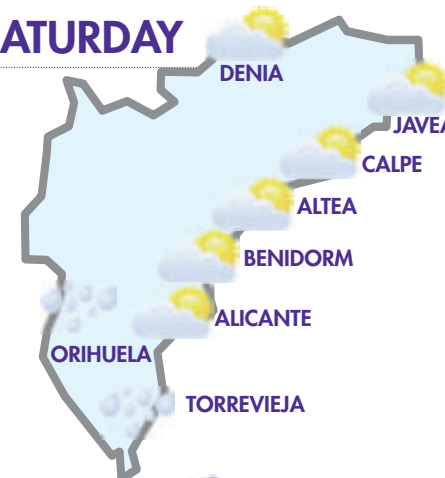 ATURDAY
DENIA
JAVEA
CALPE
ALTEA
BENIDORM
ALICANTE
ORIHUELA
TORREVIEJA